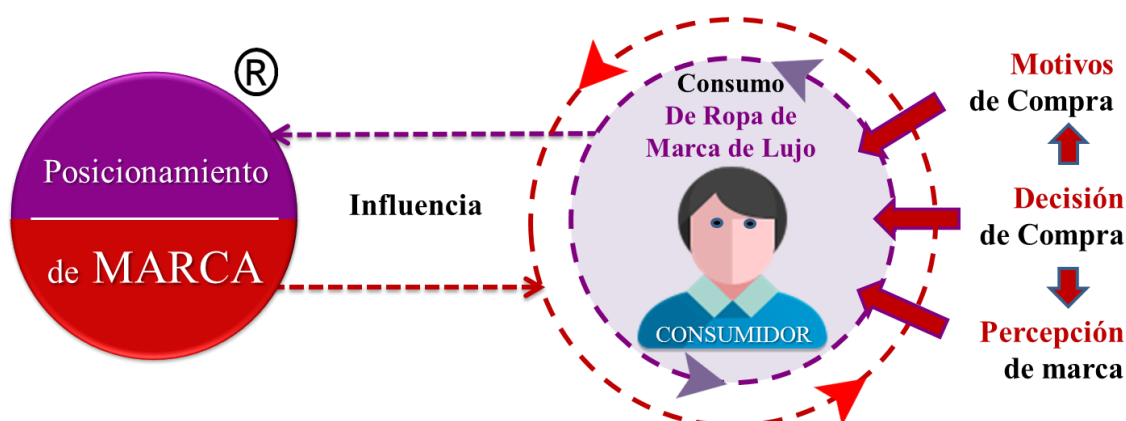 ®
Posicionamiento
de MARCA
Influencia
Consumo
De Ropa de
Marca de Lujo
CONSUMIDOR
Motivos
de Compra
Decisión
de Compra
Percepción
de marca